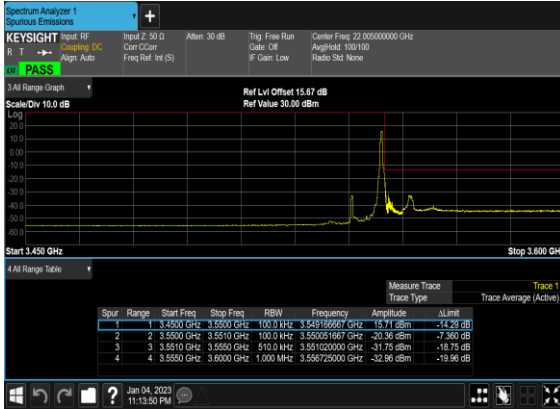 Spectrum Analyzer 1
Spurious Emissions
+
KEYSIGHT Input: RF Input Z: 50 Ω Atten: 30 dB Trig: Free Run Center Freq: 22.005000000 GHz
R T Coupling: DC Corr CCorr Gate: Off Avg|Hold: 100/100
Align: Auto Freq Ref: Int (S) IF Gain: Low Radio Std: None
PASS
3 All Range Graph
Ref Lvl Offset 15.67 dB
Scale/Div 10.0 dB Ref Value 30.00 dBm
Log
20.0
10.0
0.00
-10.0
-20.0
-30.0
-40.0
-50.0
-60.0
Start 3.450 GHz Stop 3.600 GH
4 All Range Table
Measure Trace Trace 1
Trace Type Trace Average (Active)
Spur Range Start Freq Stop Freq RBW Frequency Amplitude ΔLimit
1 1 3.4500 GHz 3.5500 GHz 100.0 kHz 3.549166667 GHz 15.71 dBm -14.29 dB
2 2 3.5500 GHz 3.5510 GHz 100.0 kHz 3.550051667 GHz -20.36 dBm -7.360 dB
3 3 3.5510 GHz 3.5550 GHz 510.0 kHz 3.551020000 GHz -31.75 dBm -18.75 dB
4 4 3.5550 GHz 3.6000 GHz 1.000 MHz 3.556725000 GHz -32.96 dBm -19.96 dB
? Jan 04, 2023
11:13:50 PM